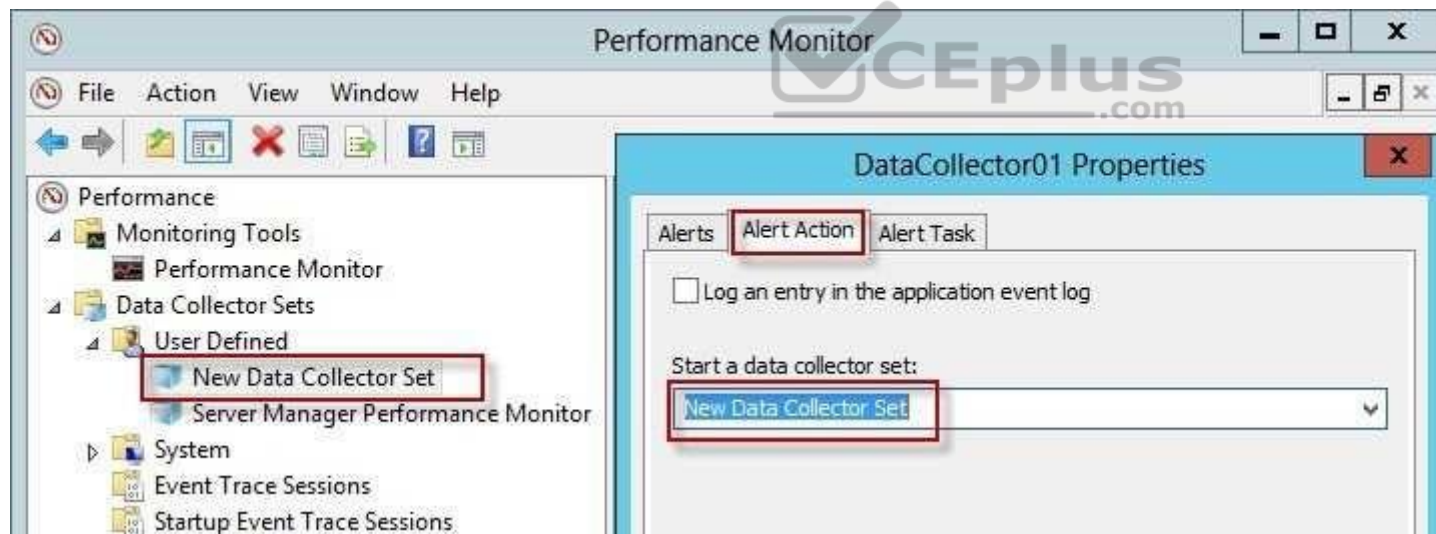 Performance Monitor
CEplus
.com
File Action View Window Help
DataCollector01 Properties
Performance
Monitoring Tools
Performance Monitor
Data Collector Sets
User Defined
New Data Collector Set
Server Manager Performance Monitor
System
Event Trace Sessions
Startup Event Trace Sessions
Alerts Alert Action Alert Task
Log an entry in the application event log
Start a data collector set:
New Data Collector Set